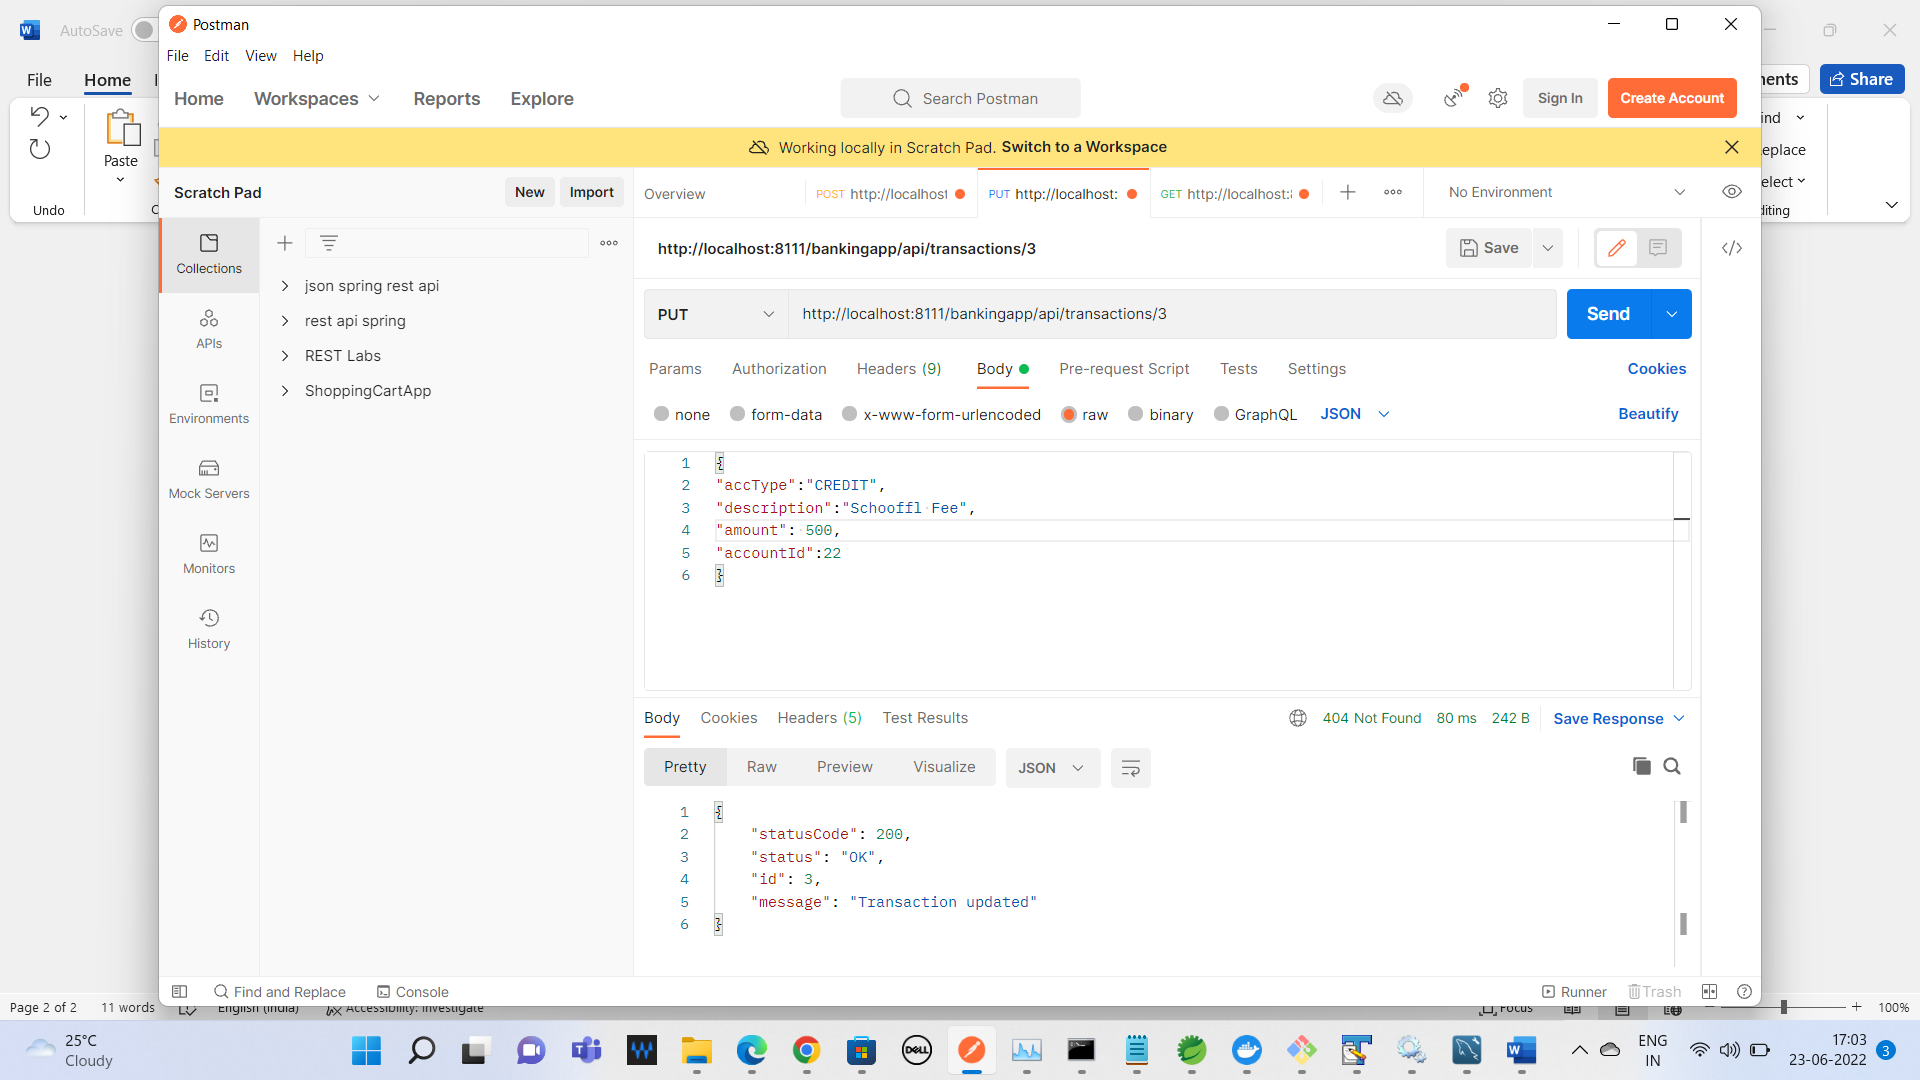 AutoSave
Postman
File Edit View Help
File Home
Home Workspaces Reports Explore
Search Postman
Sign In Create Account
Share
Working locally in Scratch Pad. Switch to a Workspace
Paste
Undo
Scratch Pad New Import
Overview POST http://localhost PUT http://localhost: GET http://localhost: No Environment
Collections
APIs
Environments
Mock Servers
Monitors
History
json spring rest api
rest api spring
REST Labs
ShoppingCartApp
http://localhost:8111/bankingapp/api/transactions/3
Save
PUT http://localhost:8111/bankingapp/api/transactions/3 Send
Params Authorization Headers (9) Body Pre-request Script Tests Settings Cookies
none form-data x-www-form-urlencoded raw binary GraphQL JSON Beautify
1 {
2 "accType":"CREDIT",
3 "description":"Schooffl Fee",
4 "amount": 500,
5 "accountId":22
6 }
Body Cookies Headers (5) Test Results 404 Not Found 80 ms 242 B Save Response
Pretty Raw Preview Visualize JSON
1 {
2 "statusCode": 200,
3 "status": "OK",
4 "id": 3,
5 "message": "Transaction updated"
6 }
Find and Replace Console Runner Trash
Page 2 of 2 11 words English (India) Accessibility: Investigate Focus 100%
25°C
Cloudy
DELL
ENG
IN
17:03
23-06-2022
3